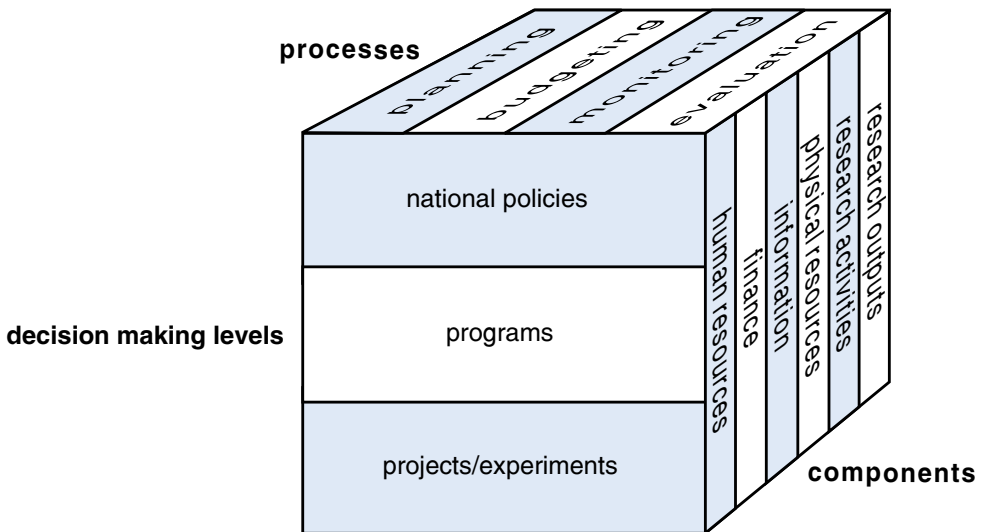 processes
planning
budgeting
monitoring
evaluation
national policies
programs
projects/experiments
decision making levels
human resources
finance
information
physical resources
research activities
research outputs
components